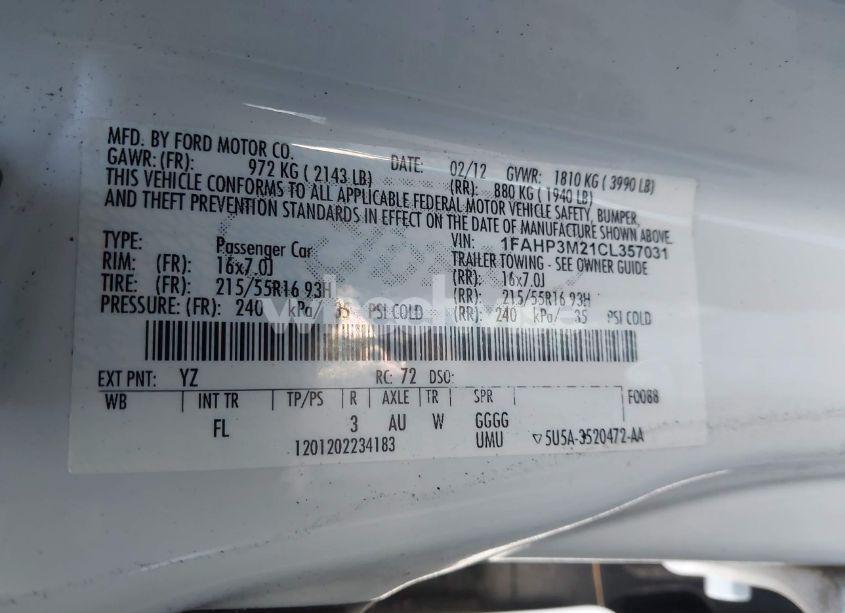 MFD. BY FORD MOTOR CO. DATE: 02/12 GVWR: 1810 KG ( 3990 LB)
GAWR: (FR): 972 KG ( 2143 LB) (RR): 880 KG ( 1940 LB)
THIS VEHICLE CONFORMS TO ALL APPLICABLE FEDERAL MOTOR VEHICLE SAFETY, BUMPER,
AND THEFT PREVENTION STANDARDS IN EFFECT ON THE DATE OF MANUFACTURE SHOWN ABOVE.
VIN: 1FAHP3M21CL357031
TYPE: Passenger Car TRAILER TOWING - SEE OWNER GUIDE
RIM: (FR): 16x7.0J (RR): 16x7.0J
TIRE: (FR): 215/55R16 93H (RR): 215/55R16 93H
PRESSURE: (FR): 240 kPa/ 35 PSI COLD (RR): 240 kPa/ 35 PSI COLD
EXT PNT: YZ RC: 72 DSO:
WB INT TR TP/PS R AXLE TR SPR F0088
FL 3 AU W GGGG
1201202234183 UMU ▽5U5A-3520472-AA